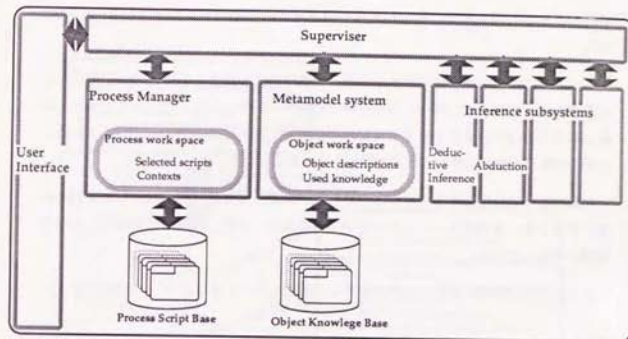 Superviser
User
Interface
Process Manager
Process work space
Selected scripts
Contexts
Metamodel system
Object work space
Object descriptions
Used knowledge
Inference subsystems
Deduc-
tive
Inference
Abduction
Process Script Base
Object Knowlege Base